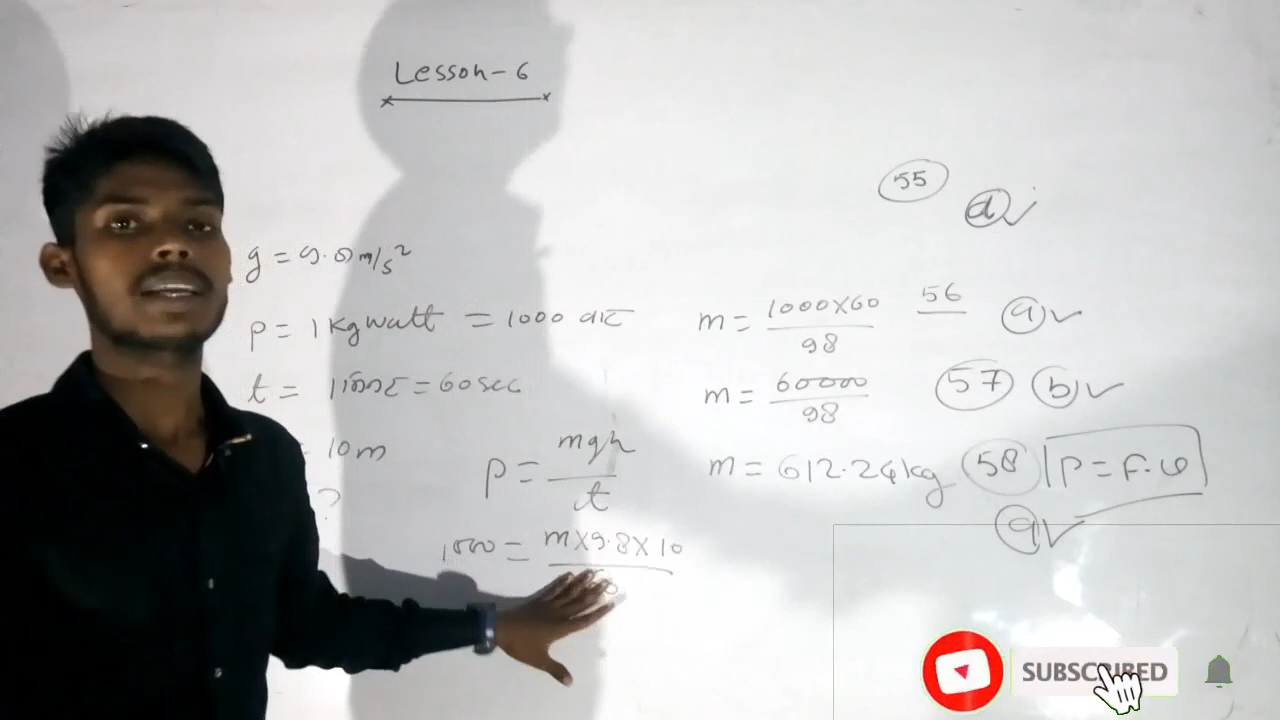 Lesson-6
g = 9.8 m/s²
P = 1 Kg watt = 1000 वाट
t = 1 मिनट = 60 sec
= 10 m
?
P = mgh / t
1000 = m×9.8×10
m = 1000×60 / 98
m = 60000 / 98
m = 612.24 kg
55 d ✓
56 a ✓
57 b ✓
58 P = F.v
a ✓
SUBSCRIBED